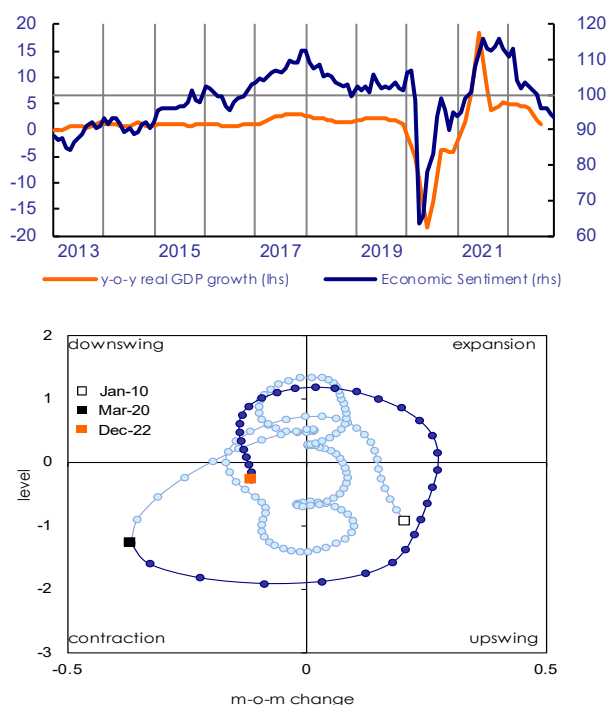 20 120
15 110
10
5 100
0 90
-5
-10 80
-15 70
-20 60
2013 2015 2017 2019 2021
y-o-y real GDP growth (lhs) Economic Sentiment (rhs)
2
downswing expansion
Jan-10
Mar-20
Dec-22
1
0
level
-1
-2
contraction upswing
-3
-0.5 0 0.5
m-o-m change